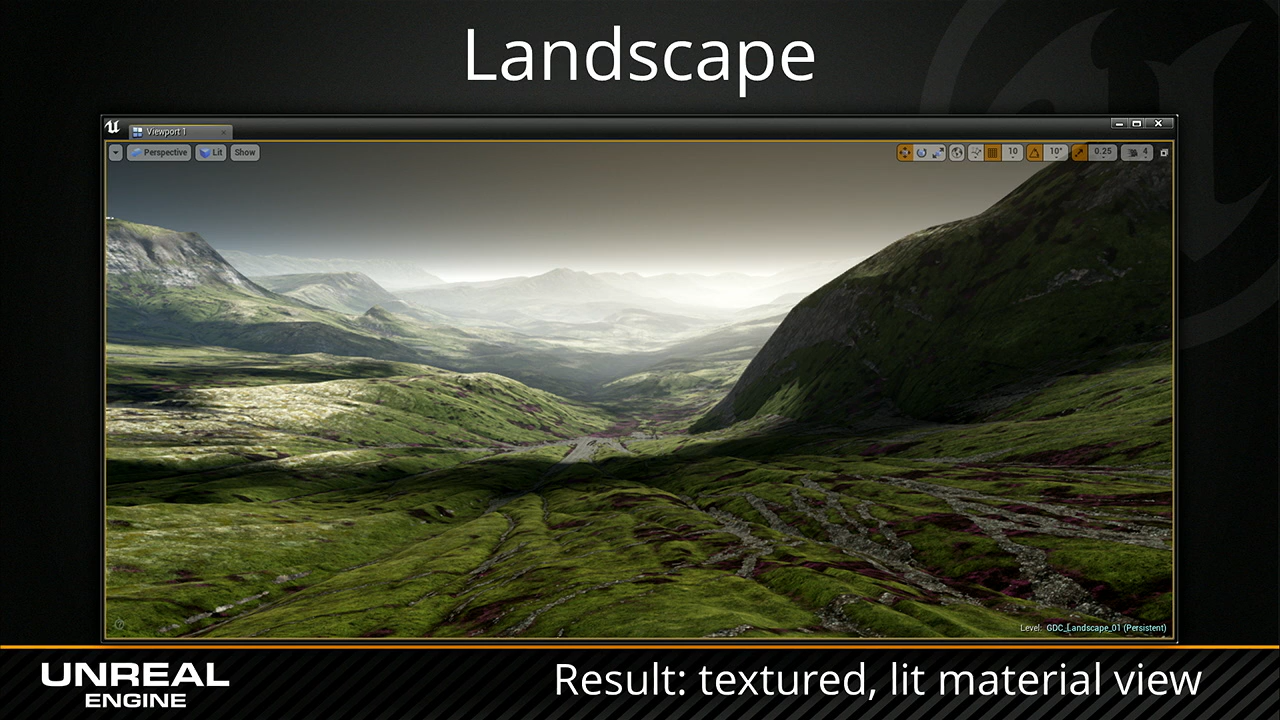 Landscape
Viewport 1
Perspective Lit Show 10 10° 0.25 4
Level: GDC_Landscape_01 (Persistent)
UNREAL
ENGINE
Result: textured, lit material view